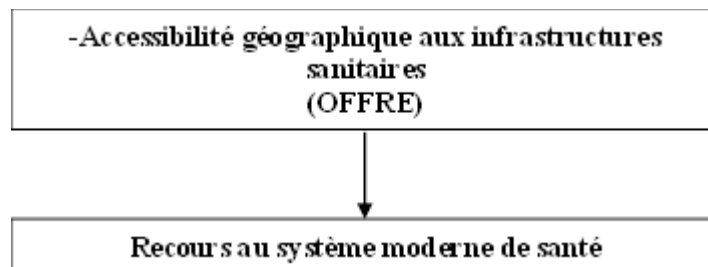 -Accessibilité géographique aux infrastructures
sanitaires
(OFFRE)
Recours au système moderne de santé